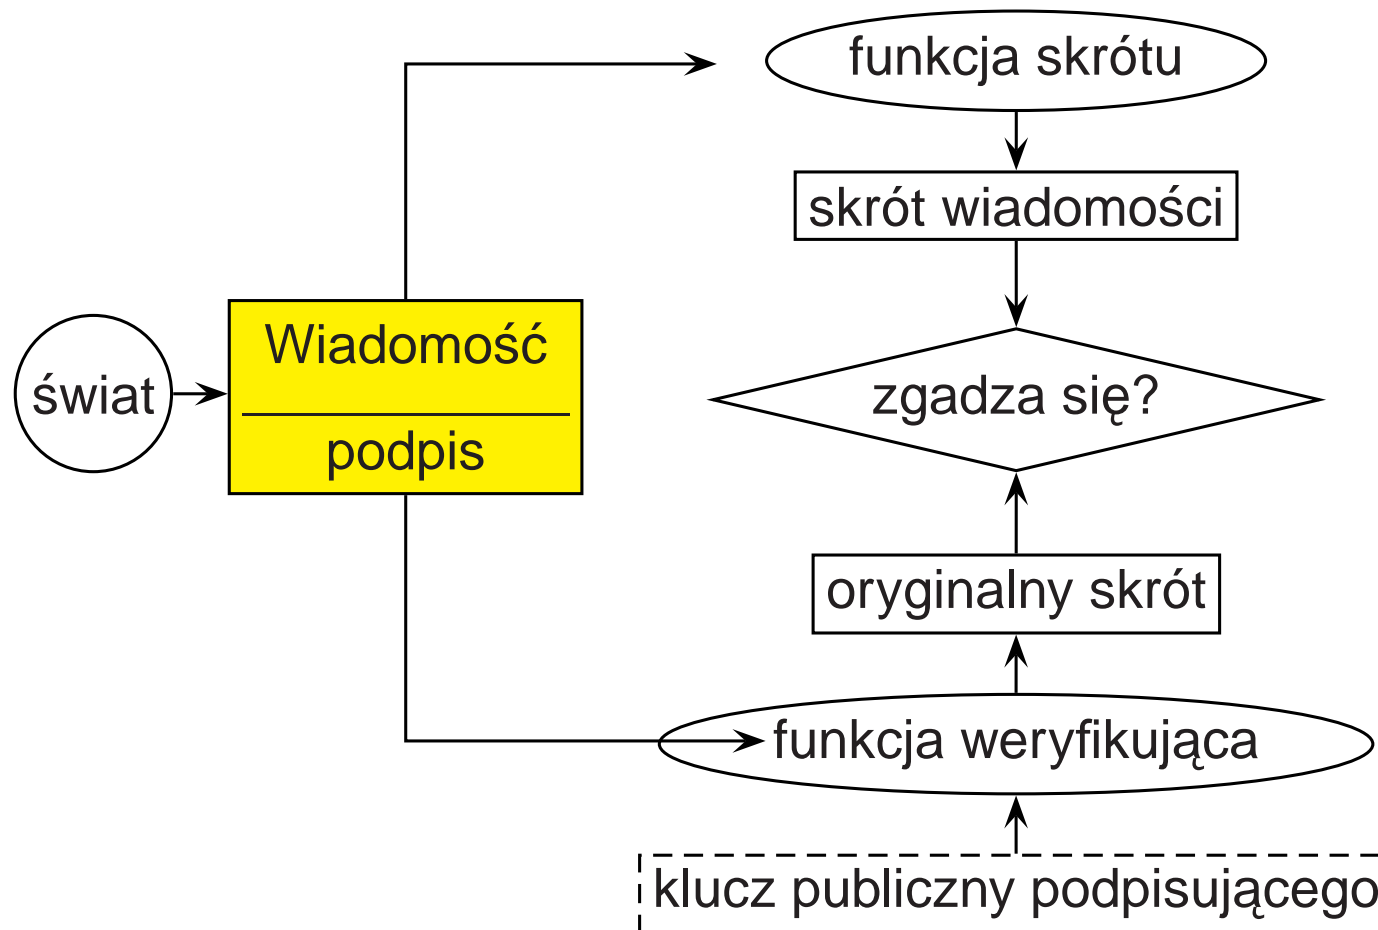 funkcja skrótu
skrót wiadomości
Wiadomość
świat
zgadza się?
podpis
oryginalny skrót
funkcja weryfikująca
klucz publiczny podpisującego